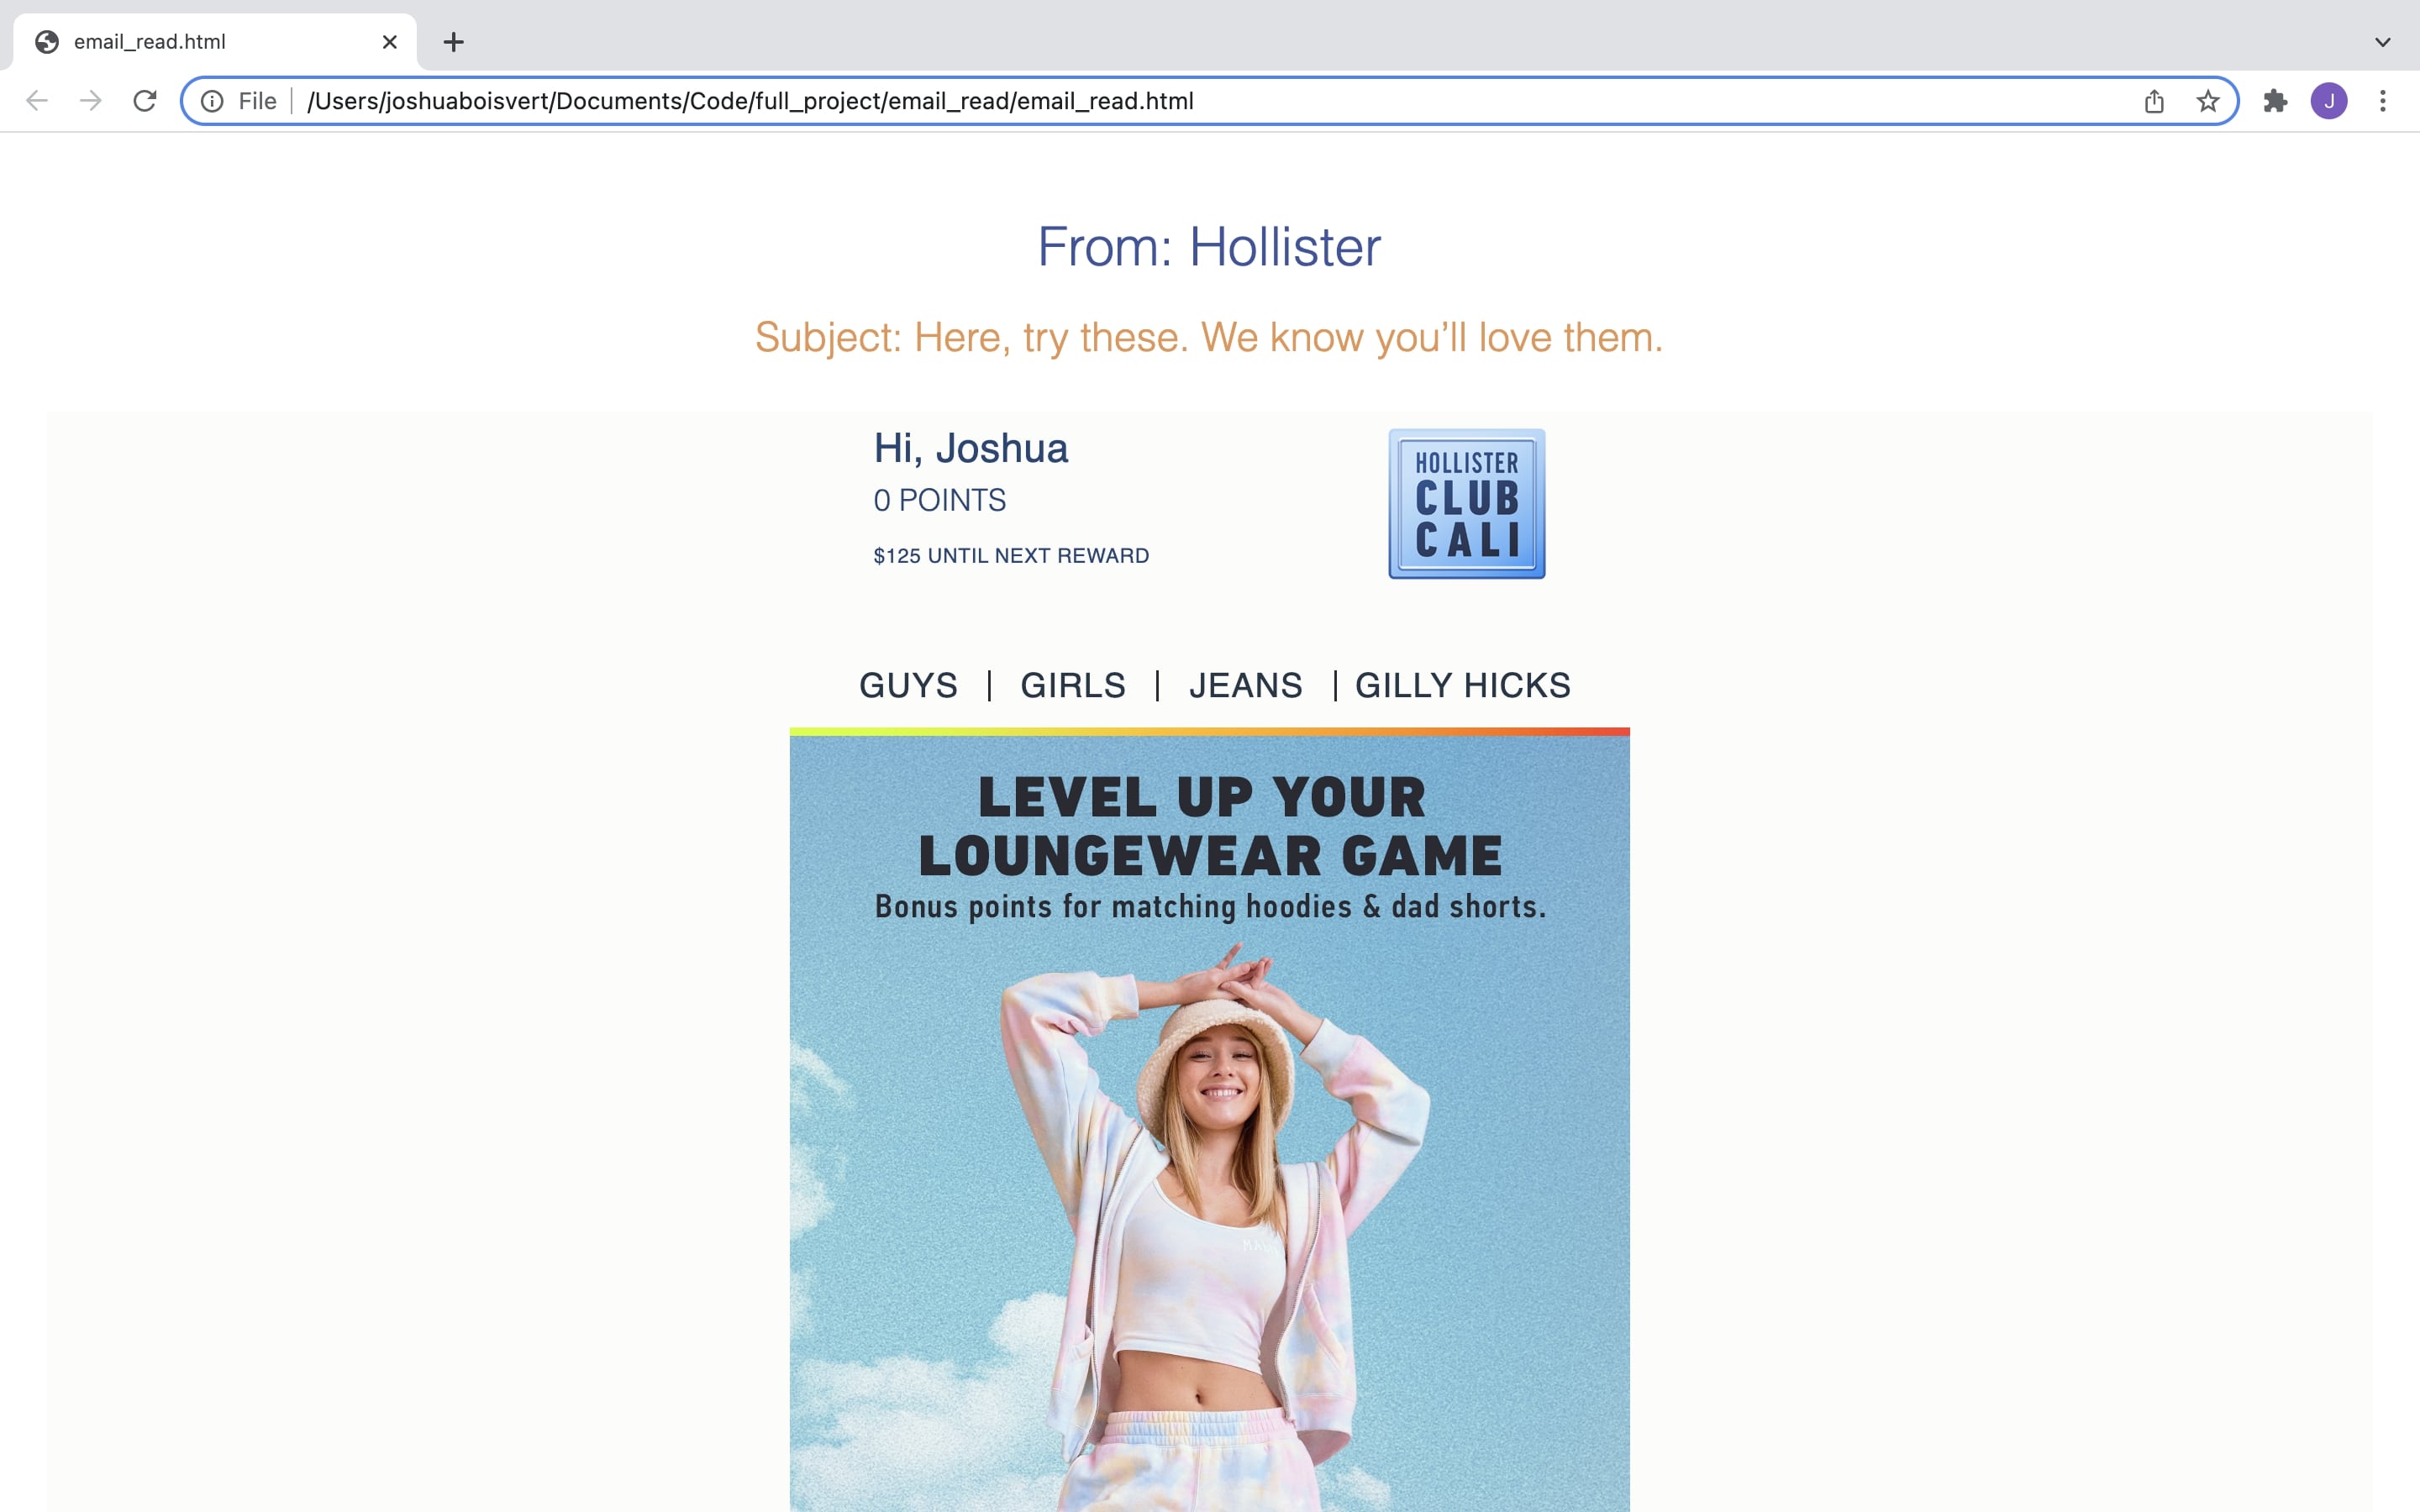 email_read.html
File
/Users/joshuaboisvert/Documents/Code/full_project/email_read/email_read.html
J
From: Hollister
Subject: Here, try these. We know you’ll love them.
Hi, Joshua
0 POINTS
$125 UNTIL NEXT REWARD
HOLLISTER
CLUB
CALI
GUYS | GIRLS | JEANS | GILLY HICKS
LEVEL UP YOUR
LOUNGEWEAR GAME
Bonus points for matching hoodies & dad shorts.